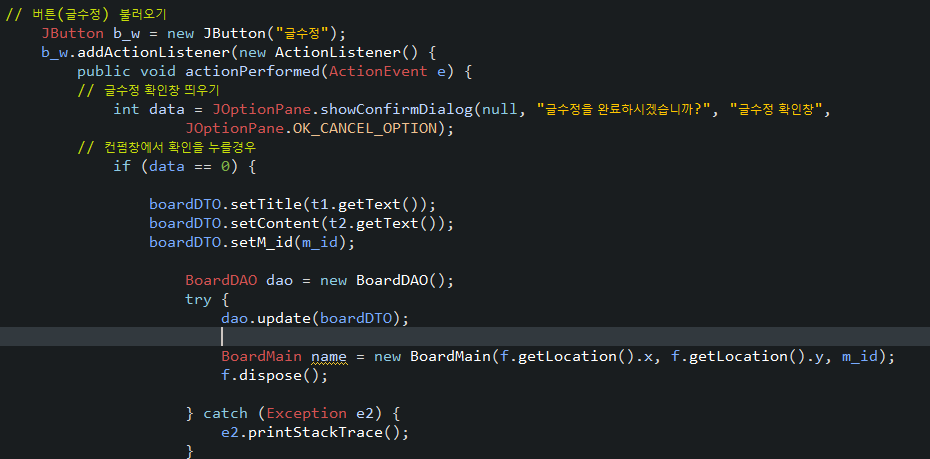 // 버튼(글수정) 불러오기
JButton b_w = new JButton("글수정");
b_w.addActionListener(new ActionListener() {
public void actionPerformed(ActionEvent e) {
// 글수정 확인창 띄우기
int data = JOptionPane.showConfirmDialog(null, "글수정을 완료하시겠습니까?", "글수정 확인창",
JOptionPane.OK_CANCEL_OPTION);
// 컨펌창에서 확인을 누를경우
if (data == 0) {
boardDTO.setTitle(t1.getText());
boardDTO.setContent(t2.getText());
boardDTO.setM_id(m_id);
BoardDAO dao = new BoardDAO();
try {
dao.update(boardDTO);
BoardMain name = new BoardMain(f.getLocation().x, f.getLocation().y, m_id);
f.dispose();
} catch (Exception e2) {
e2.printStackTrace();
}